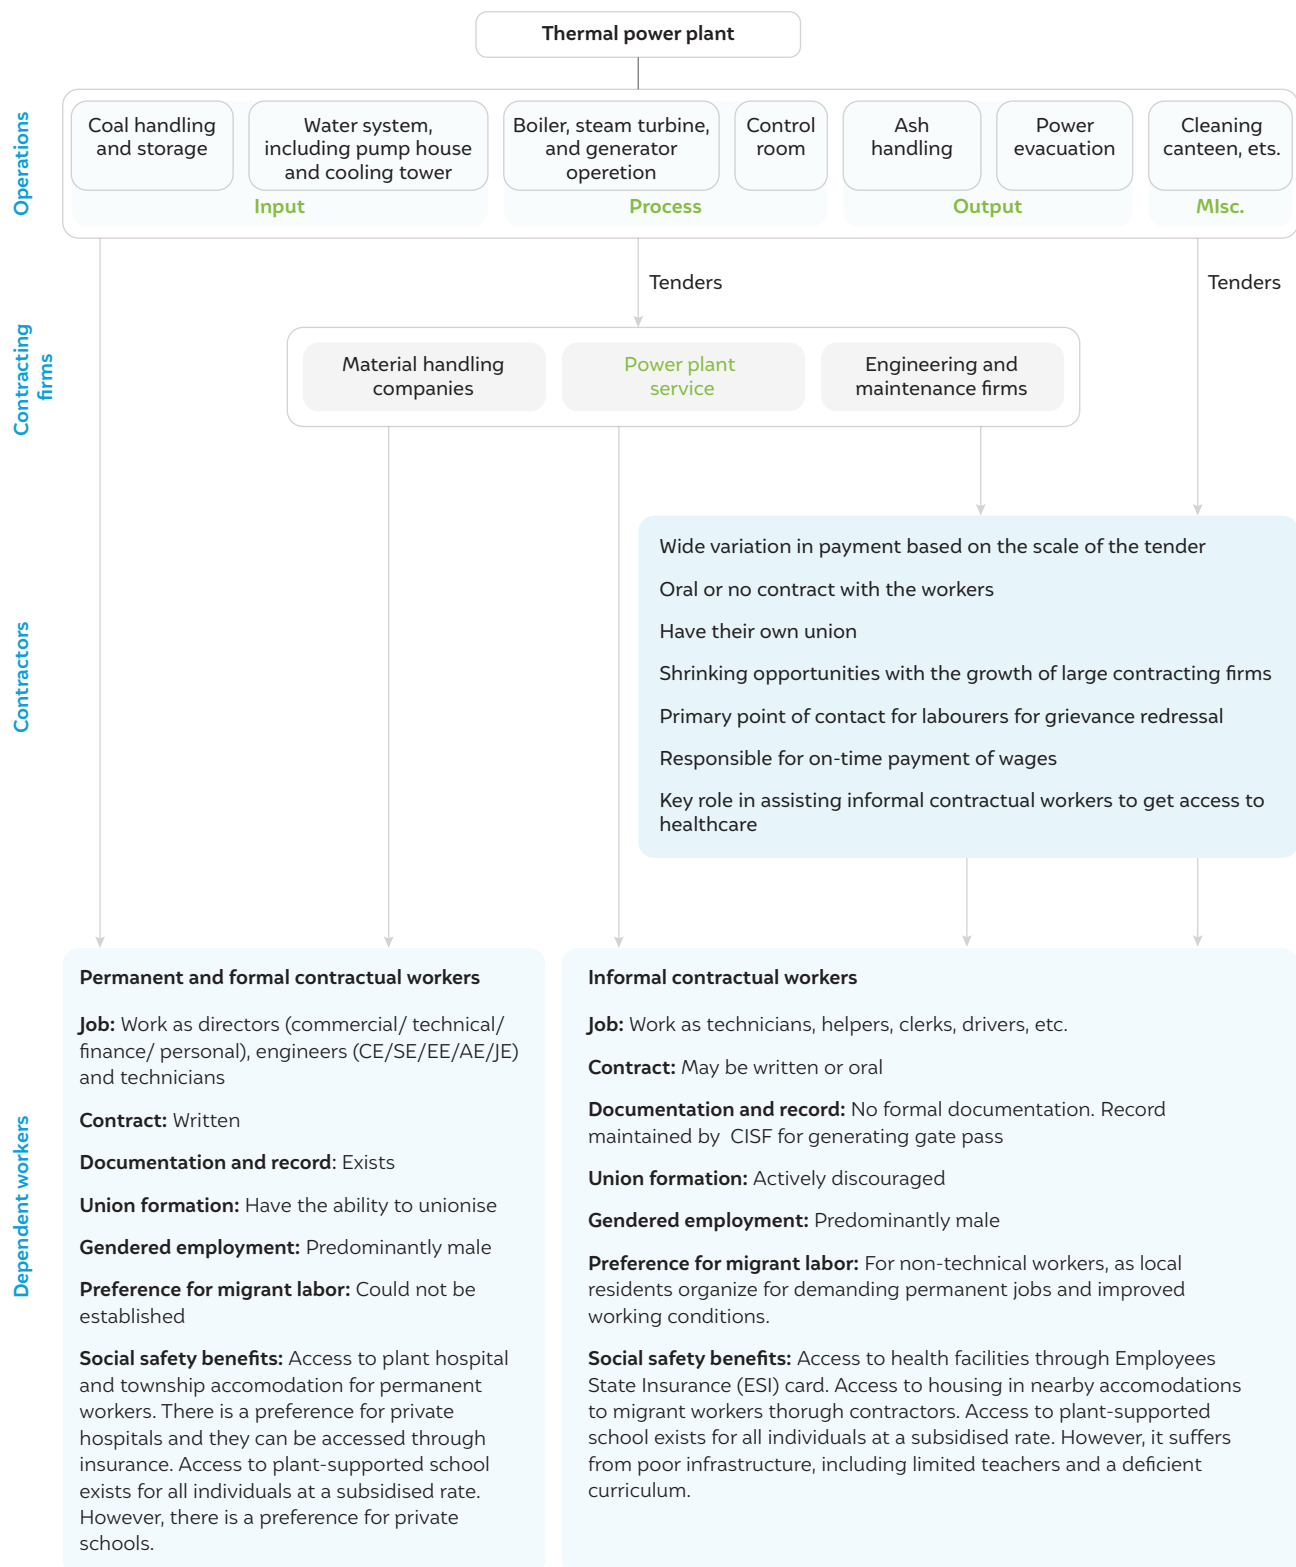 Thermal power plant
Operations
Coal handling
and storage
Water system,
including pump house
and cooling tower
Boiler, steam turbine,
and generator
operetion
Control
room
Ash
handling
Power
evacuation
Cleaning
canteen, ets.
Input
Process
Output
MIsc.
Tenders
Tenders
Contracting
firms
Material handling
companies
Power plant
service
Engineering and
maintenance firms
Contractors
Wide variation in payment based on the scale of the tender
Oral or no contract with the workers
Have their own union
Shrinking opportunities with the growth of large contracting firms
Primary point of contact for labourers for grievance redressal
Responsible for on-time payment of wages
Key role in assisting informal contractual workers to get access to
healthcare
Dependent workers
Permanent and formal contractual workers
Job: Work as directors (commercial/ technical/
finance/ personal), engineers (CE/SE/EE/AE/JE)
and technicians
Contract: Written
Documentation and record: Exists
Union formation: Have the ability to unionise
Gendered employment: Predominantly male
Preference for migrant labor: Could not be
established
Social safety benefits: Access to plant hospital
and township accomodation for permanent
workers. There is a preference for private
hospitals and they can be accessed through
insurance. Access to plant-supported school
exists for all individuals at a subsidised rate.
However, there is a preference for private
schools.
Informal contractual workers
Job: Work as technicians, helpers, clerks, drivers, etc.
Contract: May be written or oral
Documentation and record: No formal documentation. Record
maintained by  CISF for generating gate pass
Union formation: Actively discouraged
Gendered employment: Predominantly male
Preference for migrant labor: For non-technical workers, as local
residents organize for demanding permanent jobs and improved
working conditions.
Social safety benefits: Access to health facilities through Employees
State Insurance (ESI) card. Access to housing in nearby accomodations
to migrant workers thorugh contractors. Access to plant-supported
school exists for all individuals at a subsidised rate. However, it suffers
from poor infrastructure, including limited teachers and a deficient
curriculum.